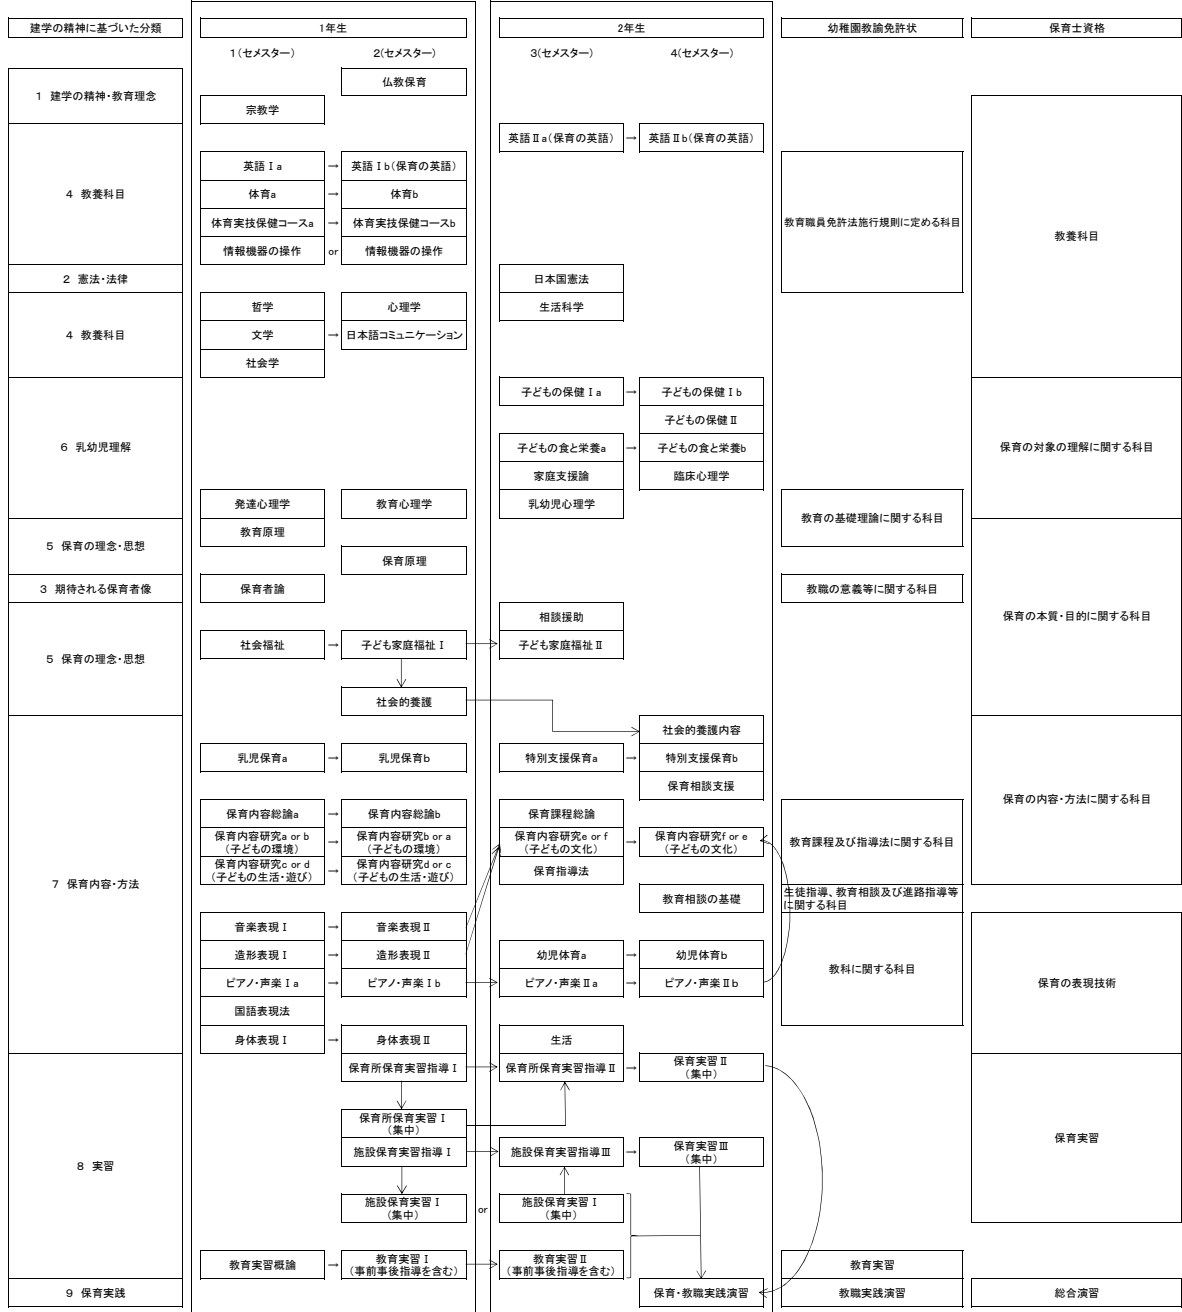 建学の精神に基づいた分類 1年生 2年生 幼稚園教諭免許状 保育士資格
1(セメスター) 2(セメスター) 3(セメスター) 4(セメスター)
仏教保育
1 建学の精神・教育理念
宗教学
英語Ⅱa(保育の英語) → 英語Ⅱb(保育の英語)
英語Ⅰa → 英語Ⅰb(保育の英語)
4 教養科目 体育a → 体育b
体育実技保健コースa → 体育実技保健コースb 教育職員免許法施行規則に定める科目
教養科目
情報機器の操作 or 情報機器の操作
2 憲法・法律 日本国憲法
哲学 心理学 生活科学
4 教養科目 文学 → 日本語コミュニケーション
社会学
子どもの保健Ⅰa → 子どもの保健Ⅰb
子どもの保健Ⅱ
6 乳幼児理解 子どもの食と栄養a → 子どもの食と栄養b 保育の対象の理解に関する科目
家庭支援論 臨床心理学
発達心理学 教育心理学 乳幼児心理学
教育の基礎理論に関する科目
教育原理
5 保育の理念・思想
保育原理
3 期待される保育者像 保育者論 教職の意義等に関する科目
相談援助 保育の本質・目的に関する科目
社会福祉 → 子ども家庭福祉Ⅰ 子ども家庭福祉Ⅱ
5 保育の理念・思想
社会的養護
社会的養護内容
乳児保育a → 乳児保育b 特別支援保育a → 特別支援保育b
保育相談支援
保育の内容・方法に関する科目
保育内容総論a → 保育内容総論b 保育課程総論
保育内容研究a or b
(子どもの環境) → 保育内容研究b or a
(子どもの環境) 保育内容研究e or f
(子どもの文化) → 保育内容研究f or e
(子どもの文化) 教育課程及び指導法に関する科目
保育内容研究c or d
(子どもの生活・遊び) → 保育内容研究d or c
(子どもの生活・遊び) 保育指導法
7 保育内容・方法
教育相談の基礎 生徒指導、教育相談及び進路指導等
に関する科目
音楽表現Ⅰ → 音楽表現Ⅱ
造形表現Ⅰ → 造形表現Ⅱ 幼児体育a → 幼児体育b
教科に関する科目
ピアノ・声楽Ⅰa → ピアノ・声楽Ⅰb ピアノ・声楽Ⅱa → ピアノ・声楽Ⅱb 保育の表現技術
国語表現法
身体表現Ⅰ → 身体表現Ⅱ 生活
保育所保育実習指導Ⅰ 保育所保育実習指導Ⅱ → 保育実習Ⅱ
(集中)
保育所保育実習Ⅰ
(集中)
保育実習
施設保育実習指導Ⅰ 施設保育実習指導Ⅲ → 保育実習Ⅲ
(集中)
8 実習
施設保育実習Ⅰ
(集中) or 施設保育実習Ⅰ
(集中)
教育実習概論 → 教育実習Ⅰ
(事前事後指導を含む) 教育実習Ⅱ
(事前事後指導を含む) 教育実習
9 保育実践 保育・教職実践演習 教職実践演習 総合演習